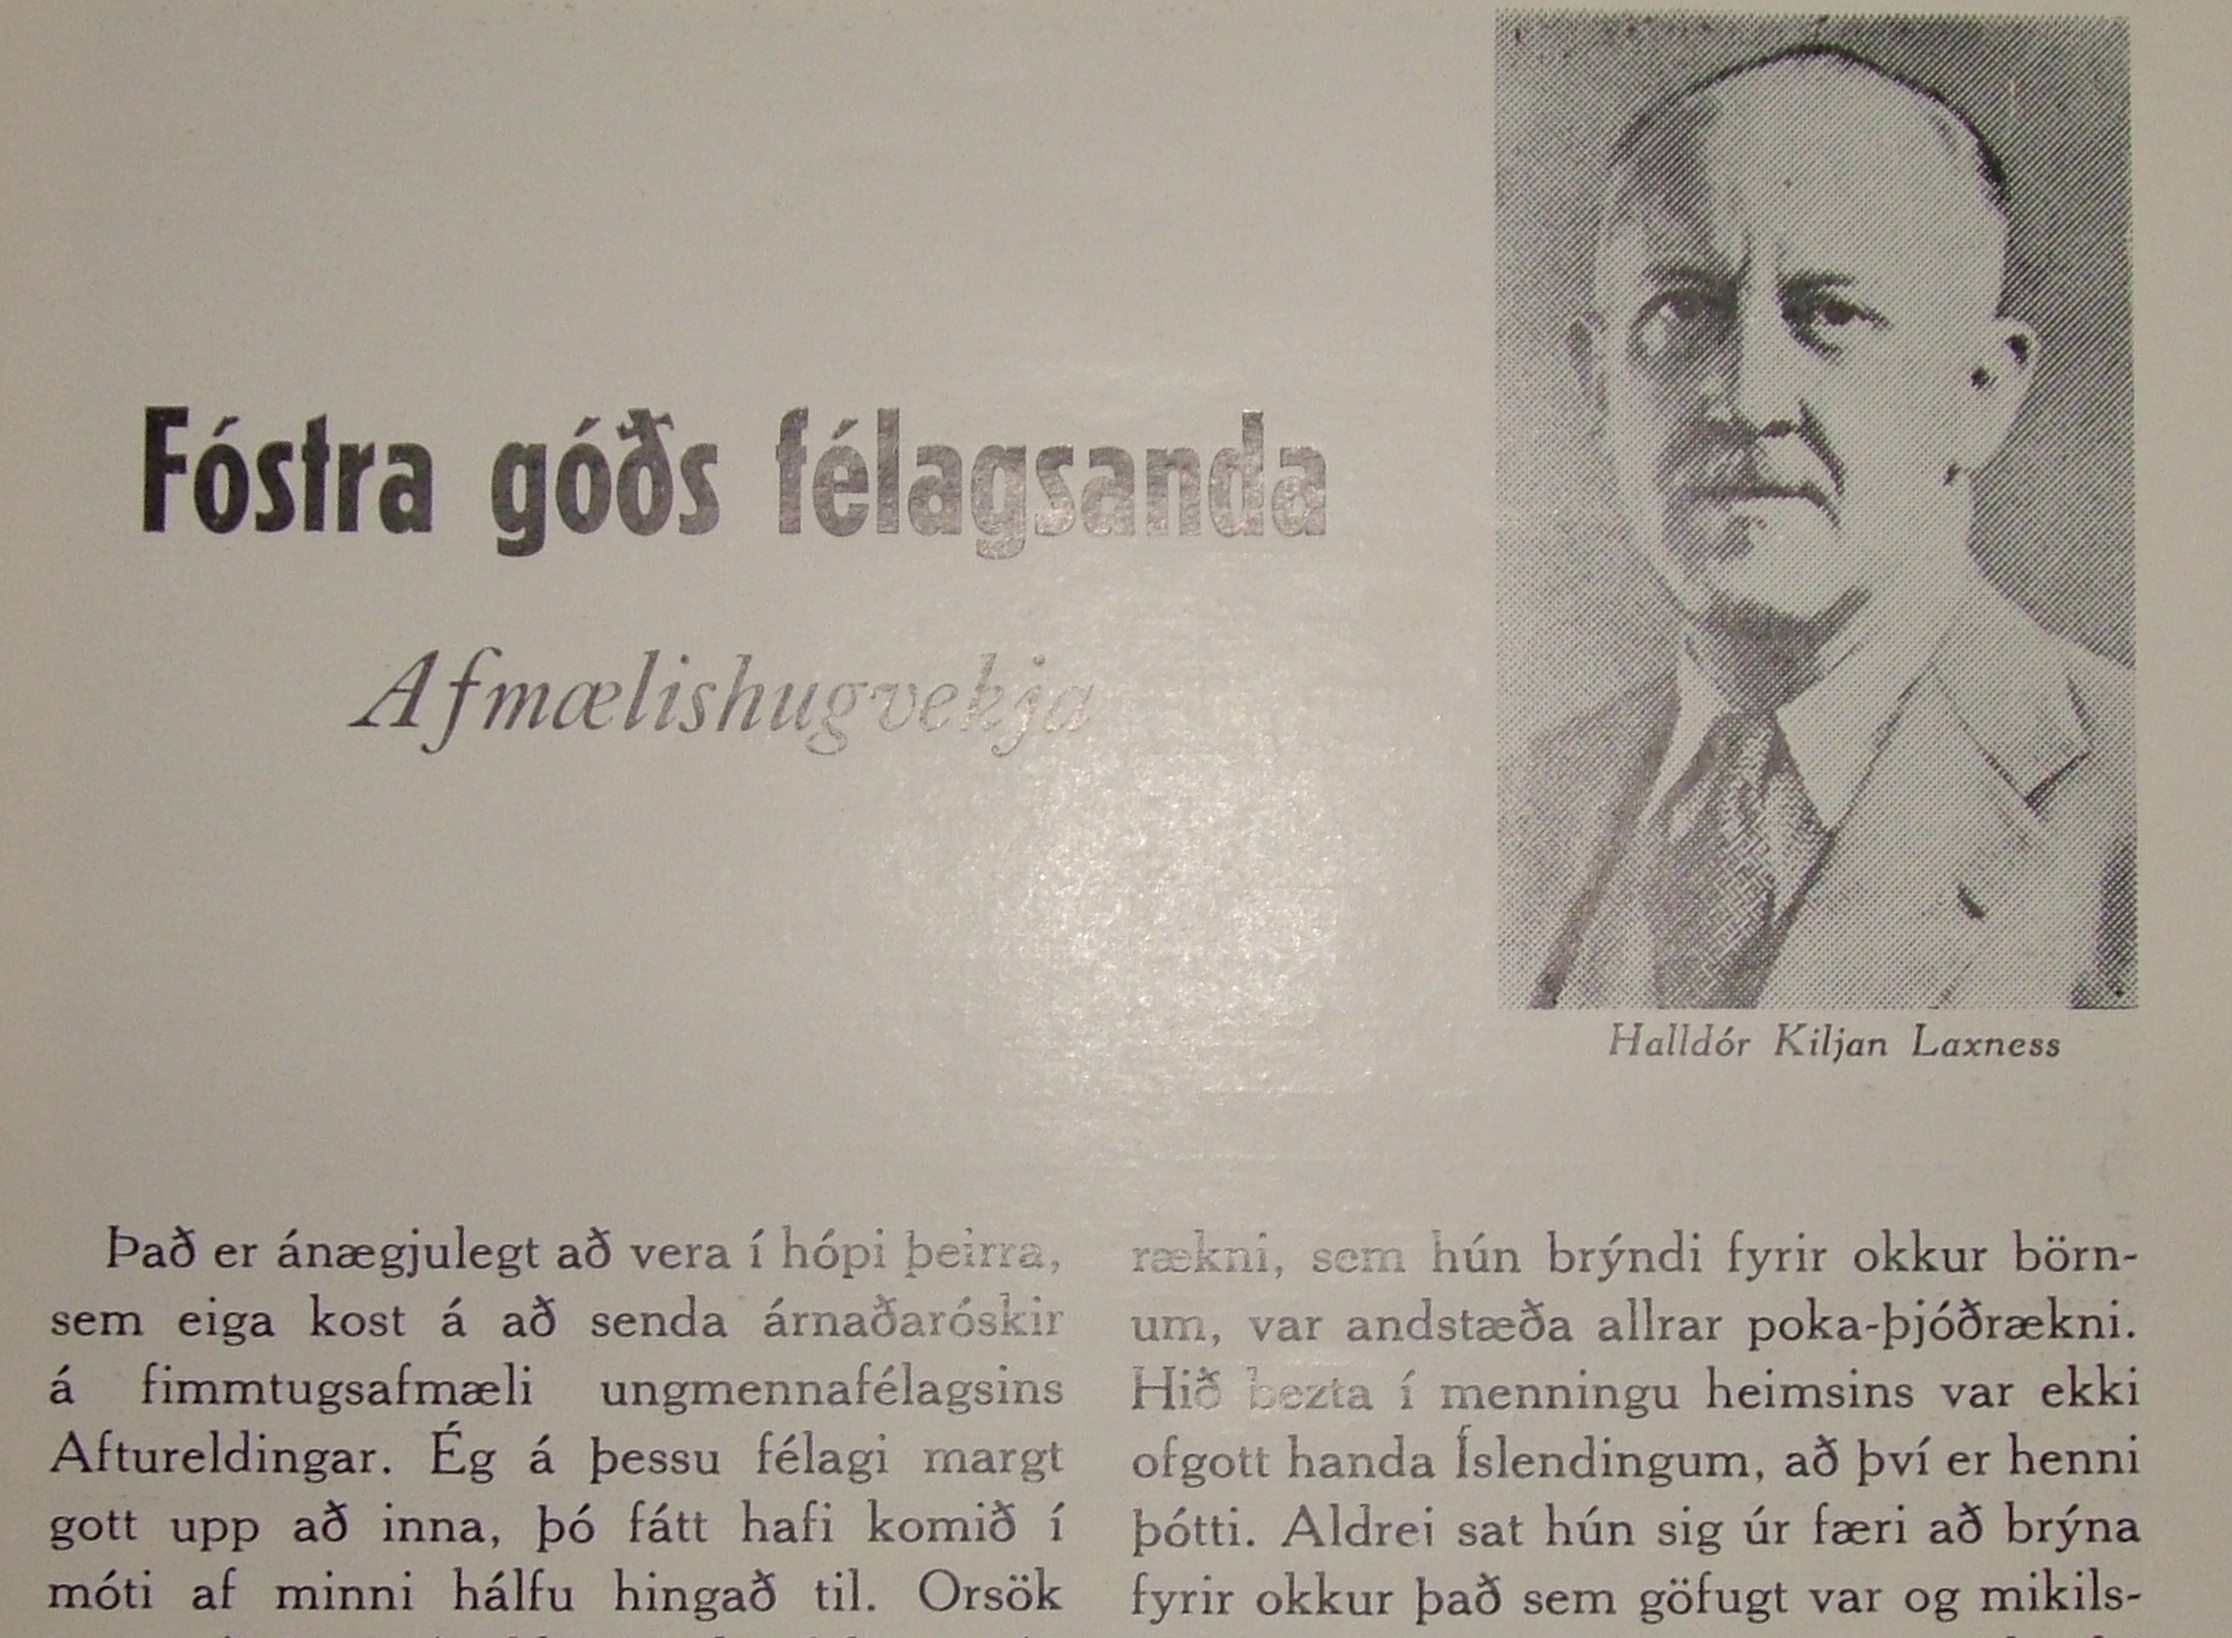 Fóstra góðs félagsanda
Afmælishugvekja
Halldór Kiljan Laxness
Það er ánægjulegt að vera í hópi þeirra,
sem eiga kost á að senda árnaðaróskir
á fimmtugsafmæli ungmennafélagsins
Aftureldingar. Ég á þessu félagi margt
gott upp að inna, þó fátt hafi komið í
móti af minni hálfu hingað til. Orsök
rækni, sem hún brýndi fyrir okkur börn-
um, var andstæða allrar poka-þjóðrækni.
Hið bezta í menningu heimsins var ekki
ofgott handa Íslendingum, að því er henni
þótti. Aldrei sat hún sig úr færi að brýna
fyrir okkur það sem göfugt var og mikils-